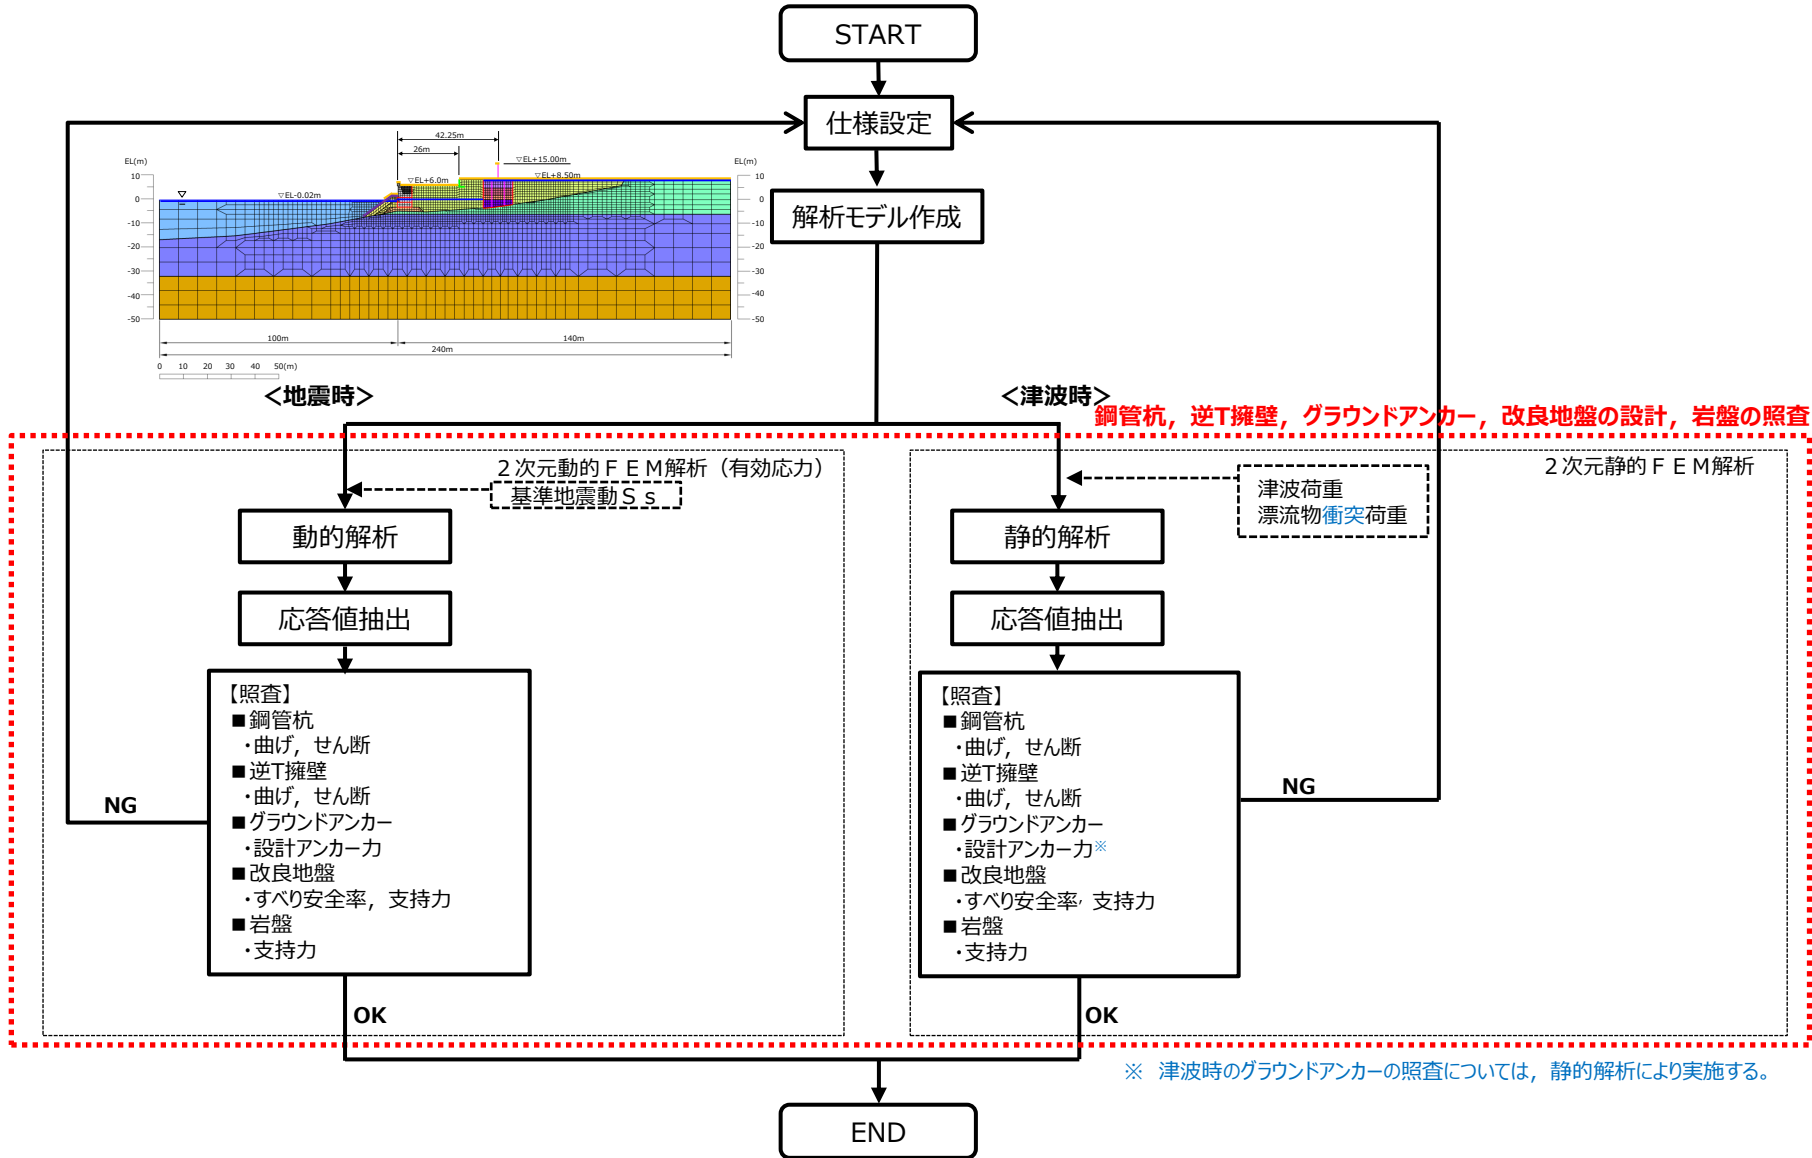 START
仕様設定
解析モデル作成
42.25m
26m
▽EL+15.00m
EL(m)
EL(m)
▽EL+6.0m
▽EL+8.50m
▽EL-0.02m
▽
10
0
-10
-20
-30
-40
-50
10
0
-10
-20
-30
-40
-50
100m
140m
240m
0 10 20 30 40 50(m)
＜地震時＞
＜津波時＞
鋼管杭，逆T擁壁，グラウンドアンカー，改良地盤の設計，岩盤の照査
２次元動的ＦＥＭ解析（有効応力）
基準地震動Ｓｓ
動的解析
応答値抽出
【照査】
■鋼管杭
・曲げ，せん断
■逆T擁壁
・曲げ，せん断
■グラウンドアンカー
・設計アンカー力
■改良地盤
・すべり安全率，支持力
■岩盤
・支持力
NG
OK
２次元静的ＦＥＭ解析
津波荷重
漂流物衝突荷重
静的解析
応答値抽出
【照査】
■鋼管杭
・曲げ，せん断
■逆T擁壁
・曲げ，せん断
■グラウンドアンカー
・設計アンカー力※
■改良地盤
・すべり安全率，支持力
■岩盤
・支持力
NG
OK
※ 津波時のグラウンドアンカーの照査については，静的解析により実施する。
END